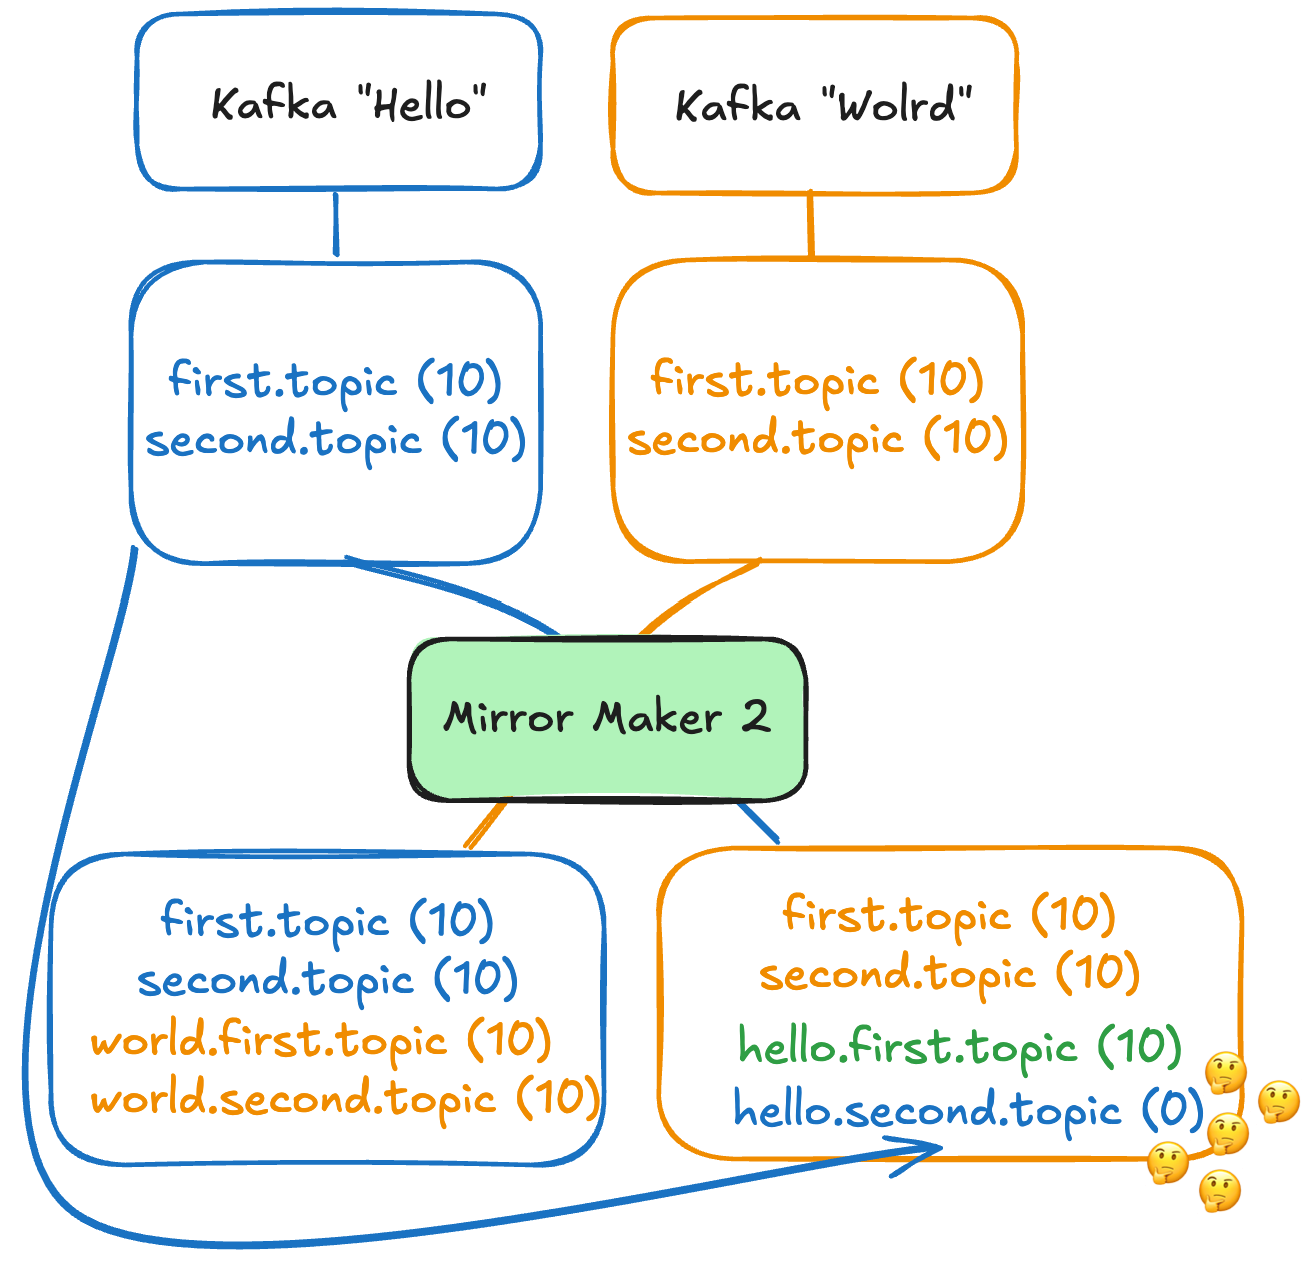 Kafka "Hello"
Kafka "Wolrd"
first.topic (10)
second.topic (10)
first.topic (10)
second.topic (10)
Mirror Maker 2
first.topic (10)
second.topic (10)
world.first.topic (10)
world.second.topic (10)
first.topic (10)
second.topic (10)
hello.first.topic (10)
hello.second.topic (0)